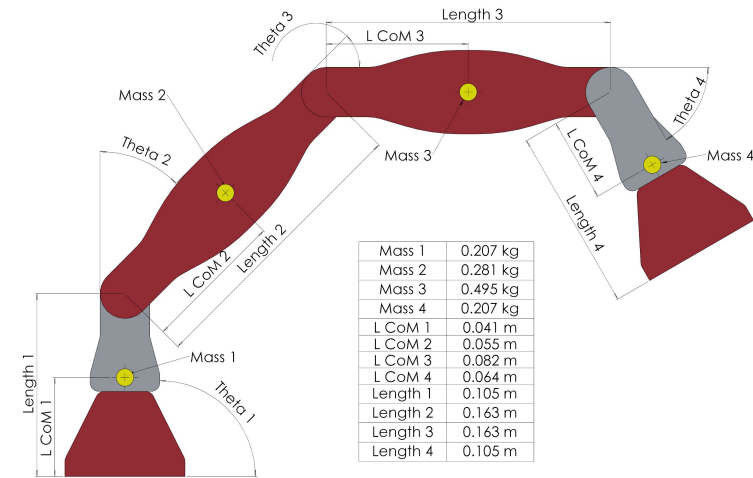 Length 3
Theta 3
L CoM 3
Mass 2
Theta 4
Theta 2
Mass 3
Mass 4
L CoM 4
Length 4
L CoM 2
Length 2
Mass 1
Length 1
L CoM 1
Theta 1
Mass 1 0.207 kg
Mass 2 0.281 kg
Mass 3 0.495 kg
Mass 4 0.207 kg
L CoM 1 0.041 m
L CoM 2 0.055 m
L CoM 3 0.082 m
L CoM 4 0.064 m
Length 1 0.105 m
Length 2 0.163 m
Length 3 0.163 m
Length 4 0.105 m